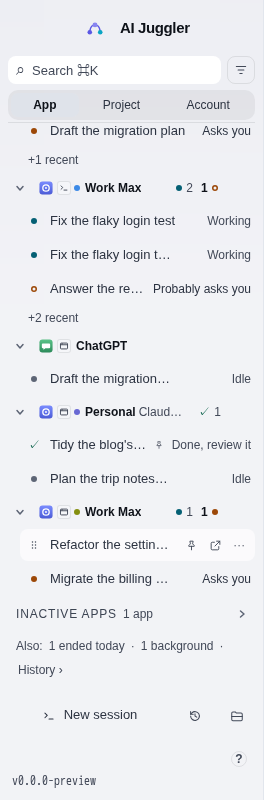 AI Juggler
Search ⌘K
App Project Account
Draft the migration plan Asks you
+1 recent
Work Max 2 1
Fix the flaky login test Working
Fix the flaky login t… Working
Answer the re… Probably asks you
+2 recent
ChatGPT
Draft the migration… Idle
Personal Claud… ✓ 1
✓ Tidy the blog's… Done, review it
Plan the trip notes… Idle
Work Max 1 1
Refactor the settin… ···
Migrate the billing … Asks you
INACTIVE APPS 1 app
Also: 1 ended today · 1 background ·
History ›
New session
?
v0.0.0-preview